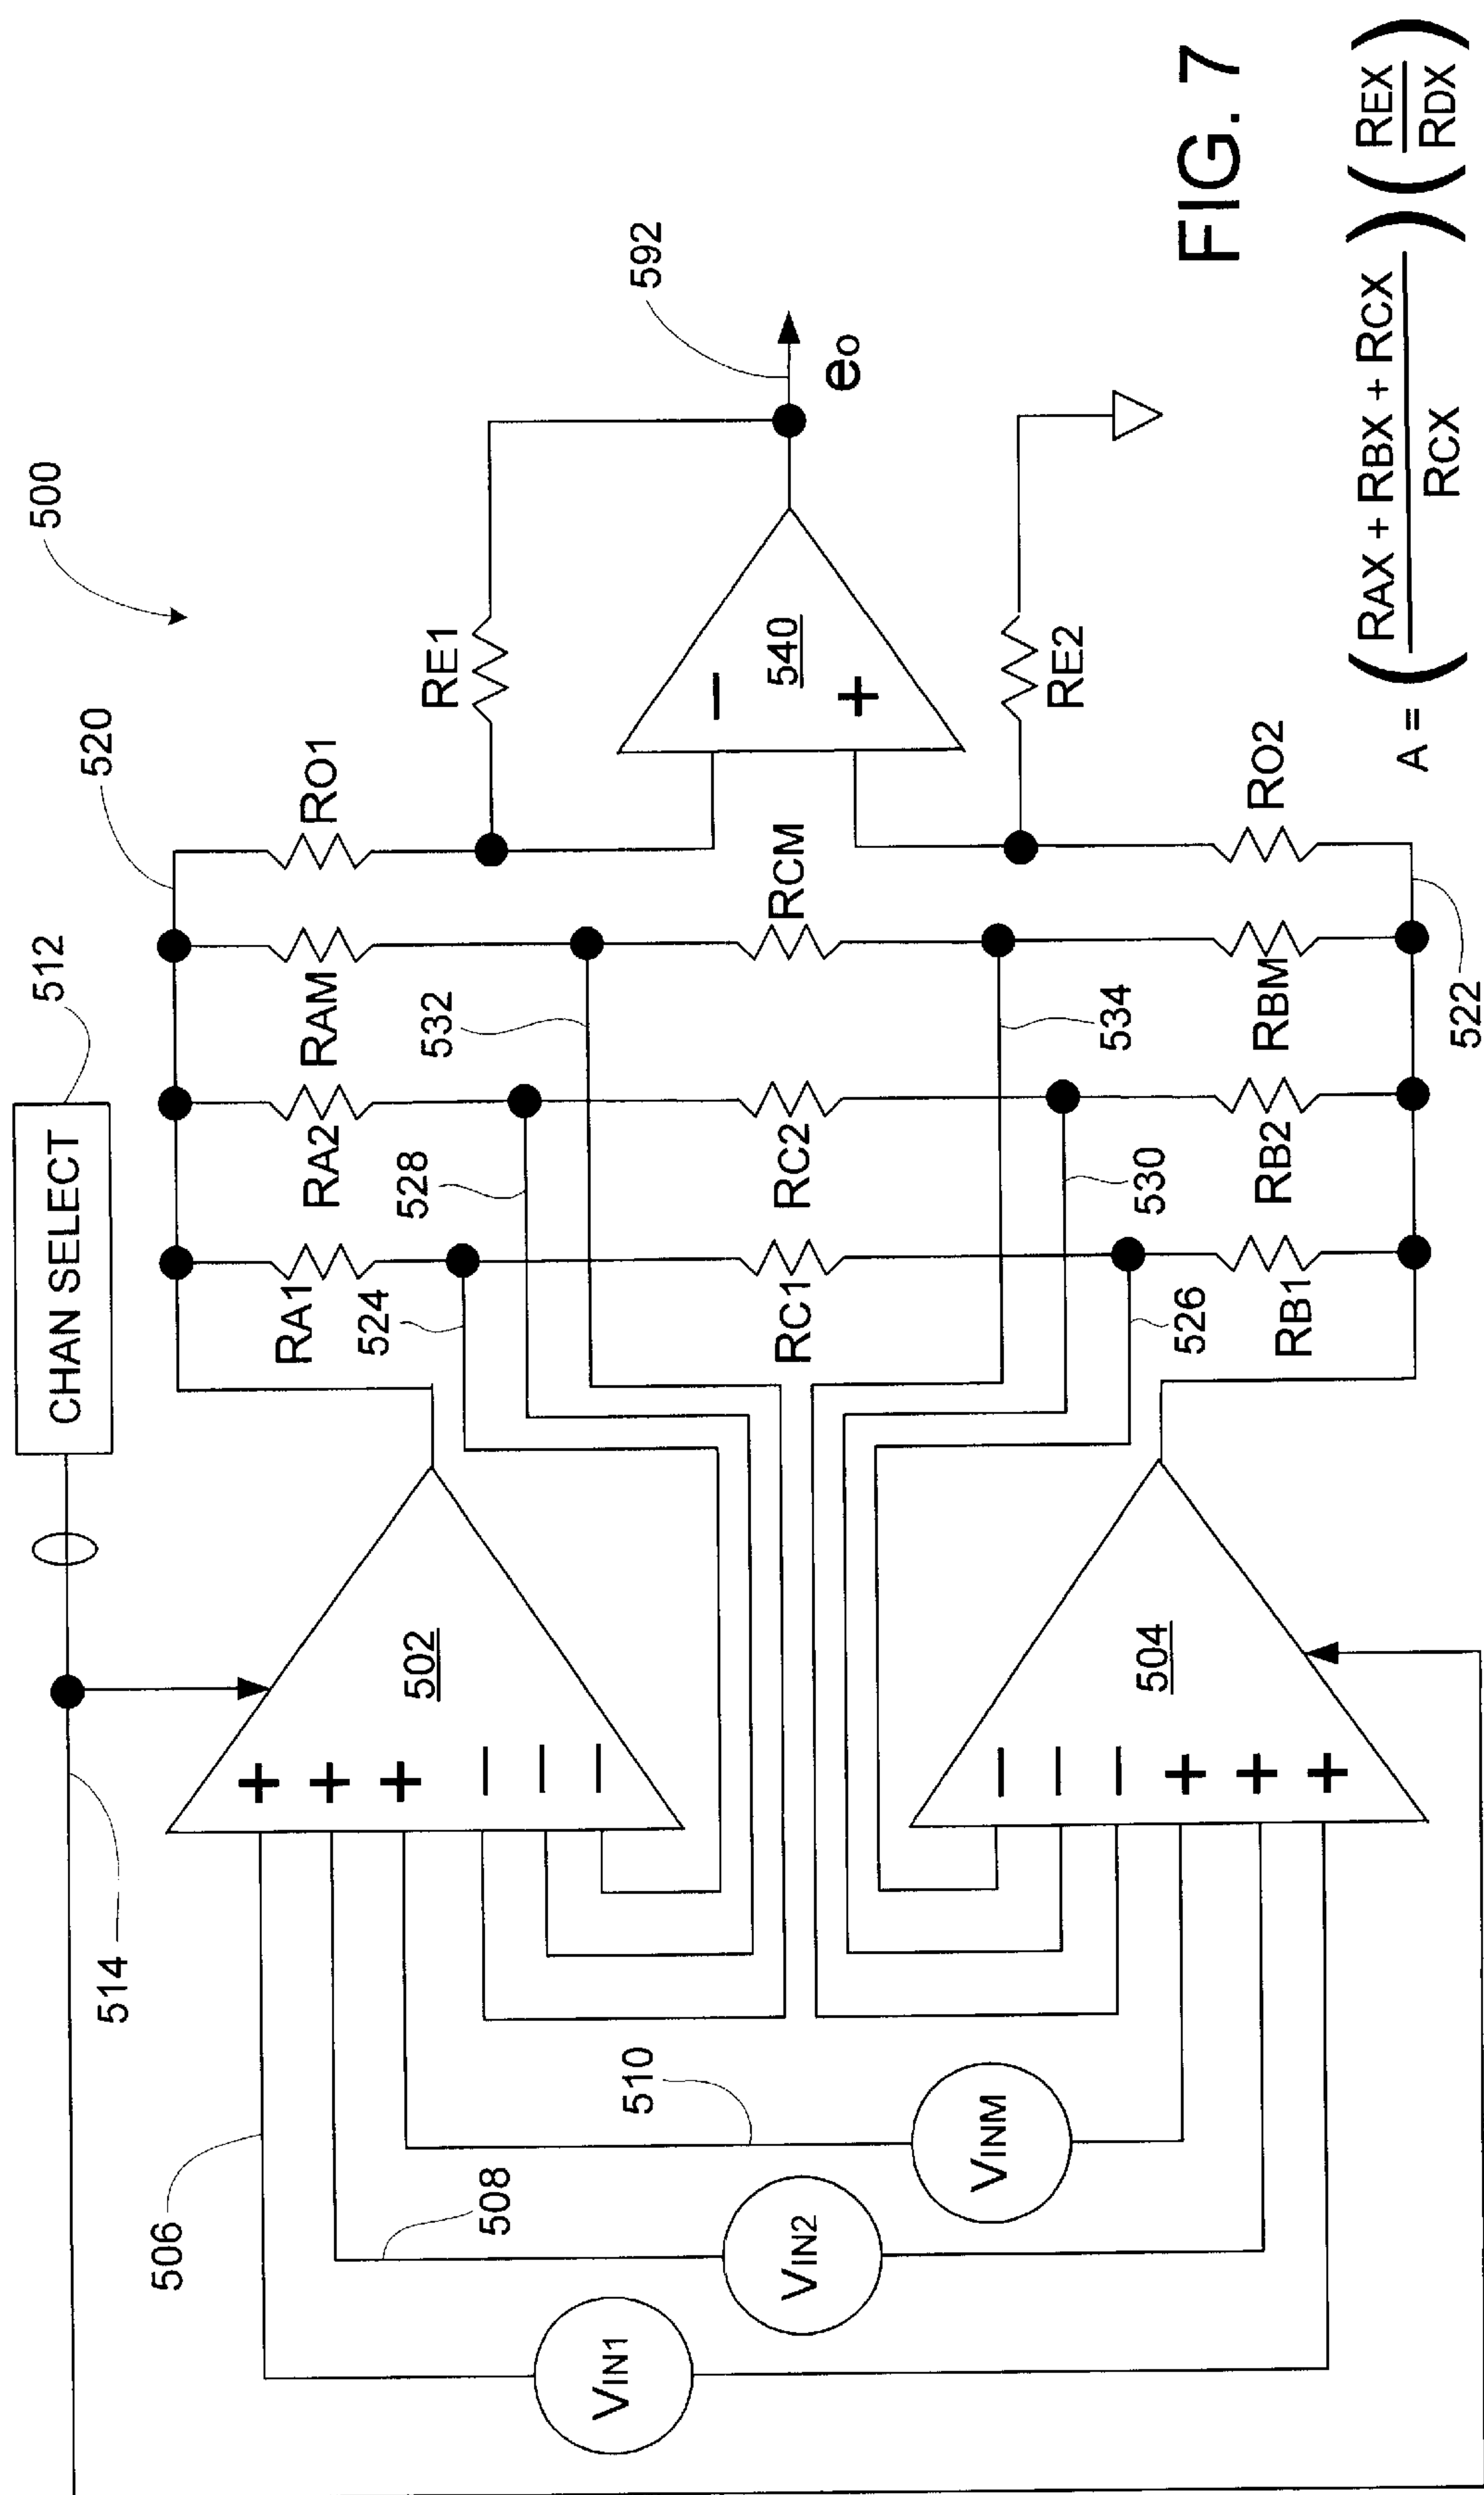 500
512
CHAN SELECT
514
520
RO1
RAM
RA2
RA1
RE1
592
532
528
524
506
502
+
+
+
−
−
−
508
510
VIN1
VIN2
VINM
RCM
RC2
RC1
−
540
+
eo
504
−
−
−
+
+
+
534
530
526
RE2
RO2
RBM
RB2
RB1
522
FIG. 7
A = ( RAX + RBX + RCX / RCX ) ( REX / RDX )